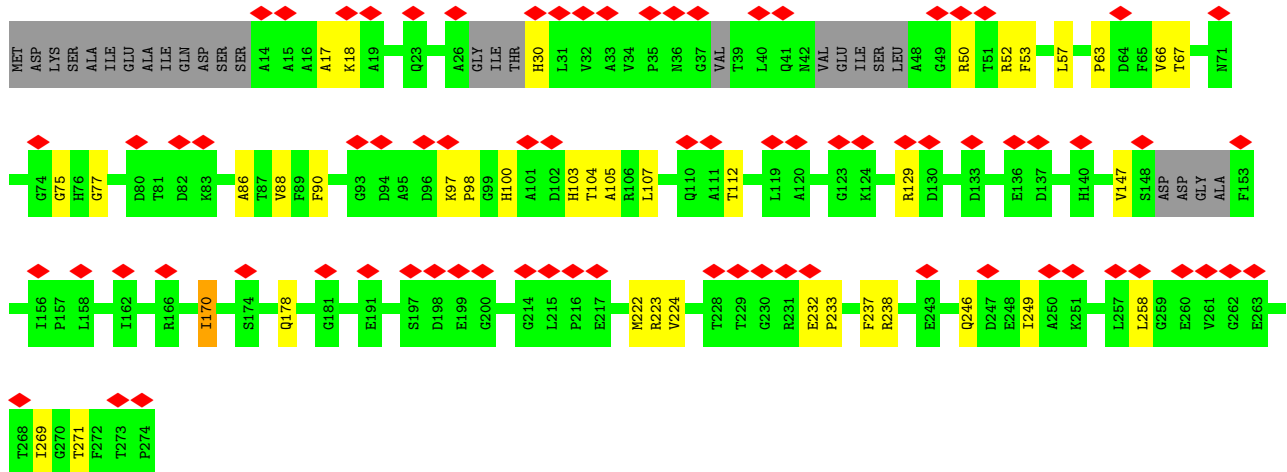 MET ASP LYS SER ALA ILE GLU ALA ILE GLN ASP SER SER A14 A15 A16 A17 K18 A19 Q23 A26 GLY ILE THR H30 L31 V32 A33 V34 P35 N36 G37 VAL T39 L40 Q41 N42 VAL GLU ILE SER LEU A48 G49 R50 T51 R52 F53 L57 P63 D64 F65 V66 T67 N71
G74 G75 H76 G77 D80 T81 D82 K83 A86 T87 V88 F89 F90 G93 D94 A95 D96 K97 P98 G99 H100 A101 D102 H103 T104 A105 R106 L107 Q110 A111 T112 L119 A120 G123 K124 R129 D130 D133 E136 D137 H140 V147 S148 ASP ASP GLY ALA F153
I156 P157 L158 I162 R166 I170 S174 Q178 G181 E191 S197 D198 E199 G200 G214 L215 P216 E217 M222 R223 V224 T228 T229 G230 R231 E232 P233 F237 R238 E243 Q246 D247 E248 I249 A250 K251 L257 L258 G259 E260 V261 G262 E263
T268 I269 G270 T271 F272 T273 P274